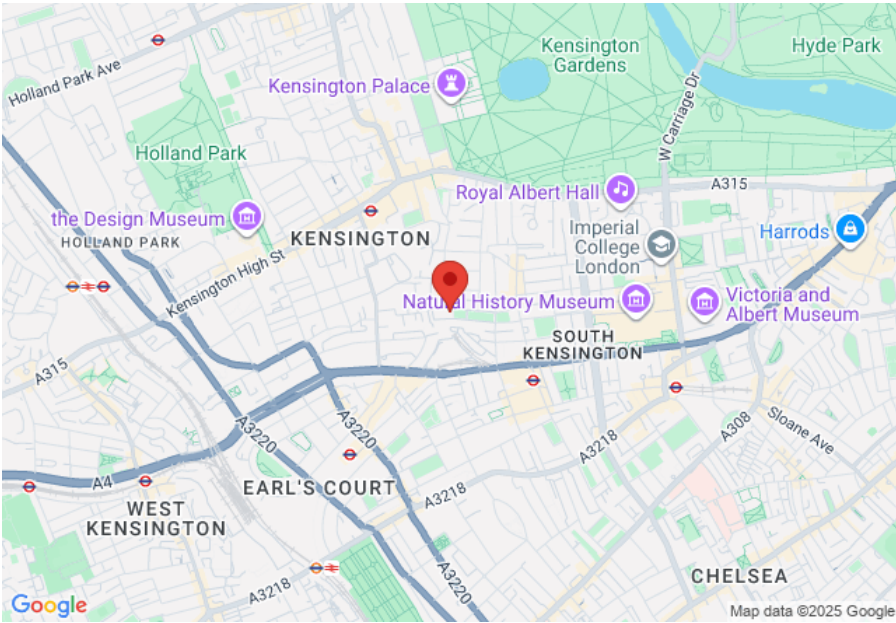 Holland Park Ave
Kensington
Gardens
Hyde Park
Kensington Palace
W Carriage Dr
Holland Park
Royal Albert Hall
A315
the Design Museum
HOLLAND PARK
KENSINGTON
Imperial
College
London
Harrods
Kensington High St
Natural History Museum
Victoria and
Albert Museum
SOUTH
KENSINGTON
A315
A3220
A3220
A308
Sloane Ave
A3218
A4
EARL'S COURT
A3218
WEST
KENSINGTON
A3220
A3218
CHELSEA
Google
Map data ©2025 Google